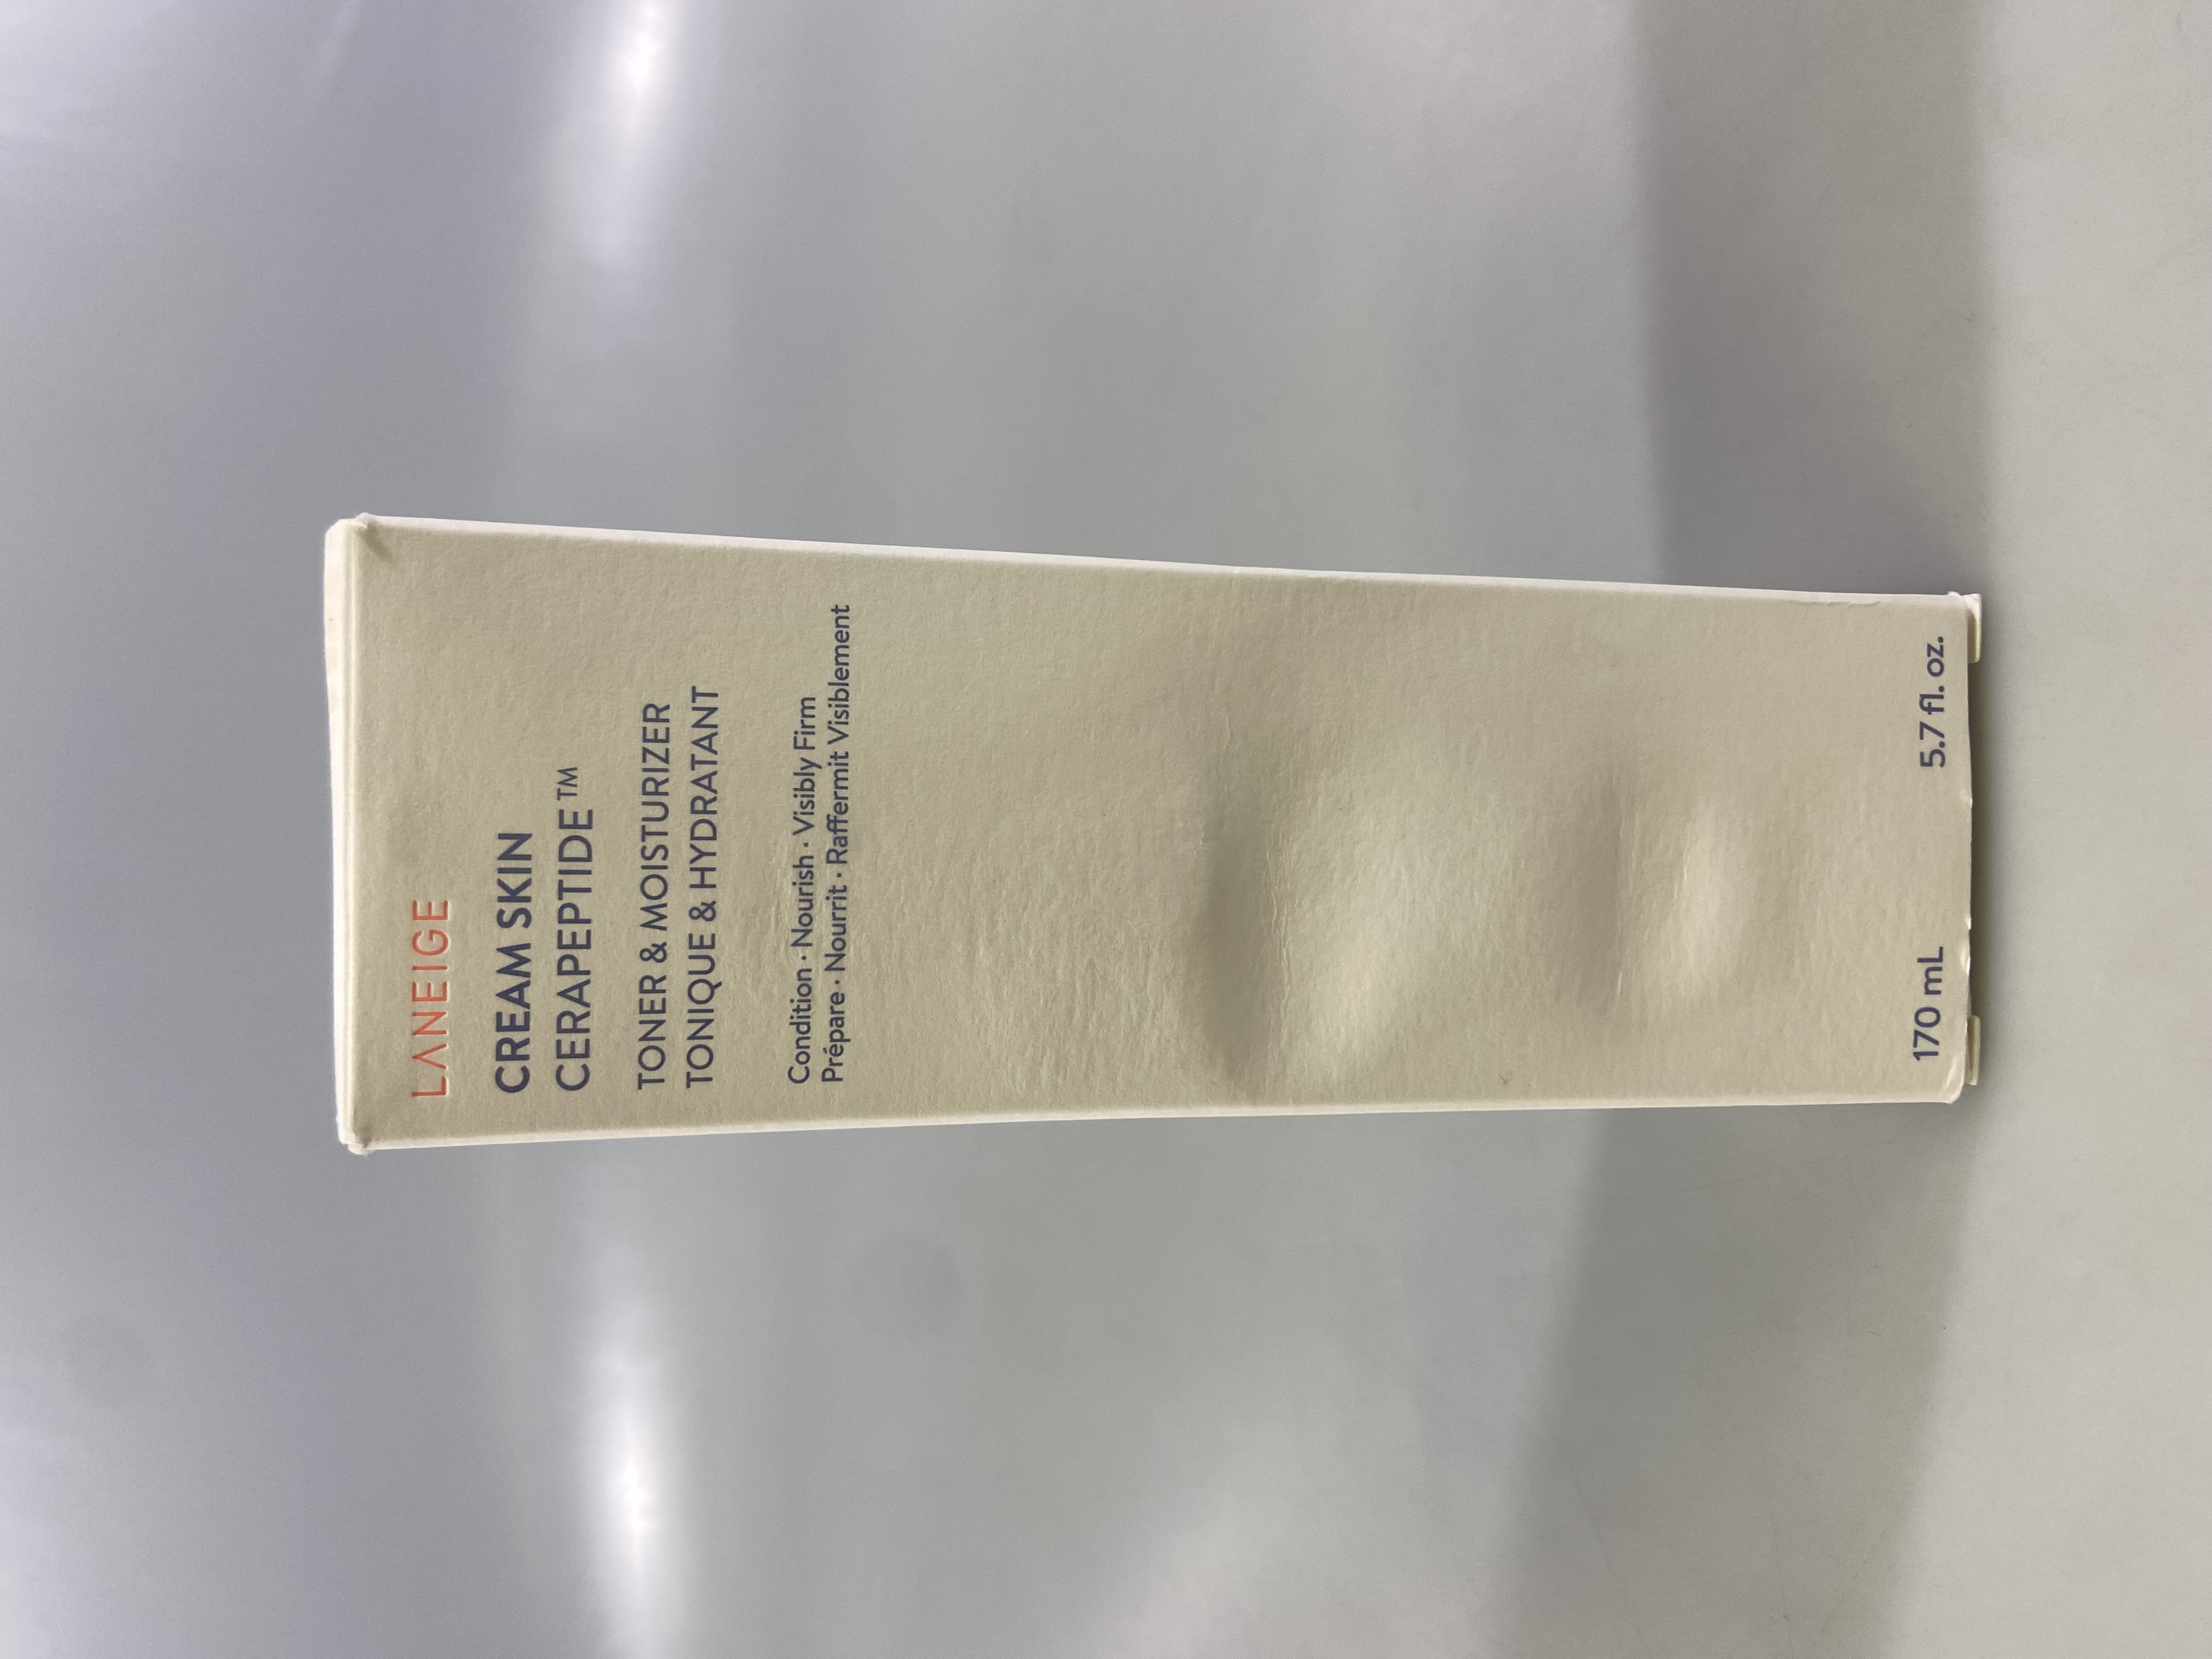 LANEIGE
CREAM SKIN
CERAPEPTIDE™
TONER & MOISTURIZER
TONIQUE & HYDRATANT
Condition · Nourish · Visibly Firm
Prépare · Nourrit · Raffermit Visiblement
170 mL 5.7 fl. oz.